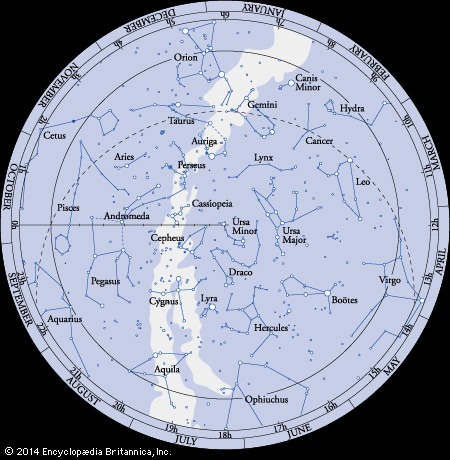 DECEMBER
JANUARY
5h
6h
7h
4h
8h
NOVEMBER
FEBRUARY
3h
9h
2h
10h
OCTOBER
MARCH
1h
11h
0h
12h
SEPTEMBER
APRIL
23h
13h
22h
14h
21h
15h
AUGUST
MAY
20h
16h
19h
18h
17h
JULY
JUNE
Orion
Canis
Minor
Gemini
Hydra
Taurus
Cetus
Auriga
Cancer
Aries
Perseus
Lynx
Leo
Pisces
Cassiopeia
Andromeda
Ursa
Minor
Ursa
Major
Cepheus
Draco
Pegasus
Virgo
Cygnus
Lyra
Boötes
Aquarius
Hercules
Aquila
Ophiuchus
© 2014 Encyclopædia Britannica, Inc.